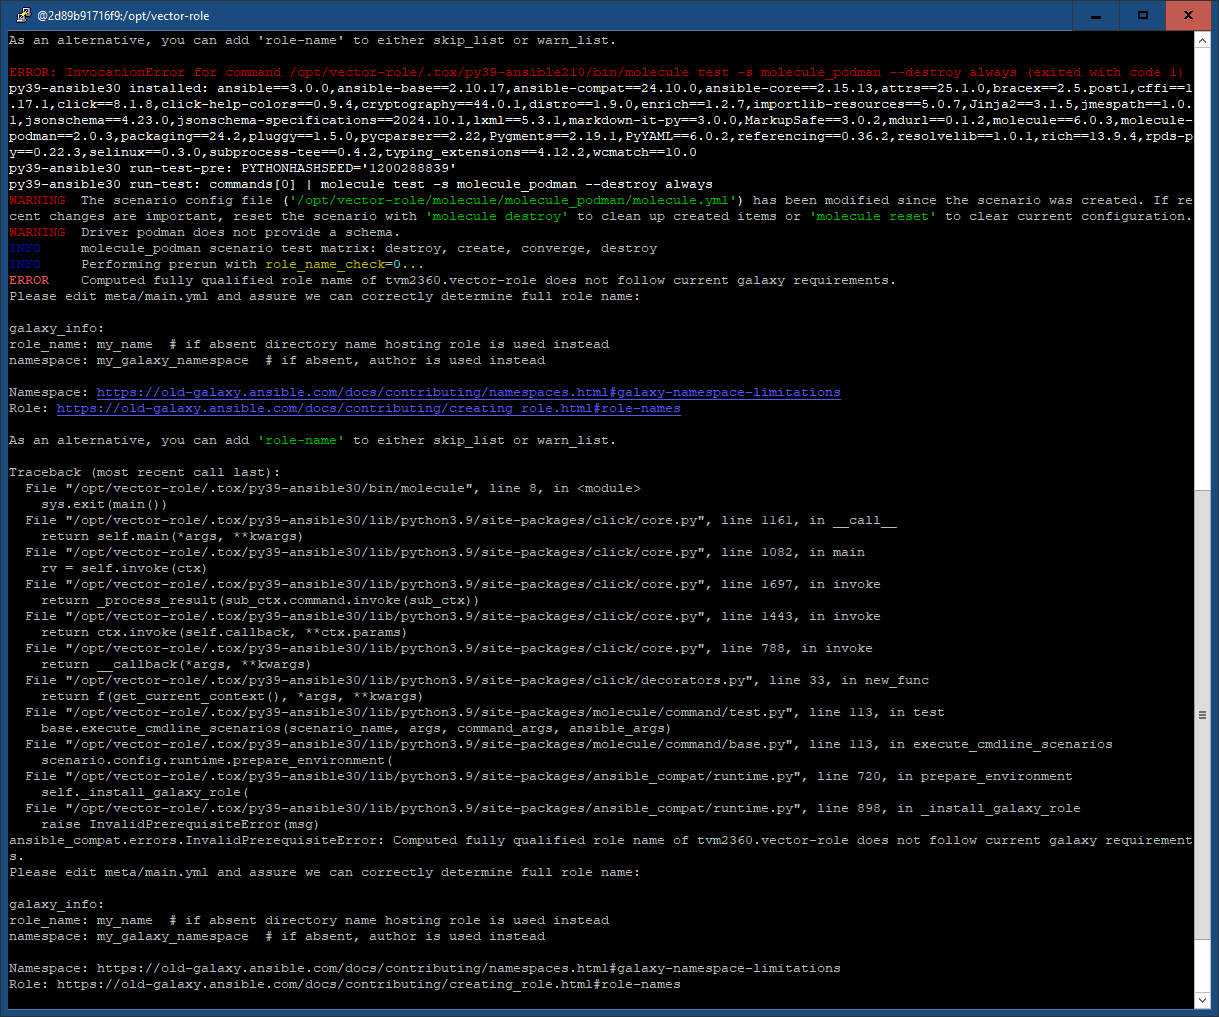 @2d89b91716f9:/opt/vector-role
As an alternative, you can add 'role-name' to either skip_list or warn_list.
ERROR: InvocationError for command /opt/vector-role/.tox/py39-ansible210/bin/molecule test -s molecule_podman --destroy always (exited with code 1)
py39-ansible30 installed: ansible==3.0.0,ansible-base==2.10.17,ansible-compat==24.10.0,ansible-core==2.15.13,attrs==25.1.0,bracex==2.5.post1,cffi==1
.17.1,click==8.1.8,click-help-colors==0.9.4,cryptography==44.0.1,distro==1.9.0,enrich==1.2.7,importlib-resources==5.0.7,Jinja2==3.1.5,jmespath==1.0.
1,jsonschema==4.23.0,jsonschema-specifications==2024.10.1,lxml==5.3.1,markdown-it-py==3.0.0,MarkupSafe==3.0.2,mdurl==0.1.2,molecule==6.0.3,molecule-
podman==2.0.3,packaging==24.2,pluggy==1.5.0,pycparser==2.22,Pygments==2.19.1,PyYAML==6.0.2,referencing==0.36.2,resolvelib==1.0.1,rich==13.9.4,rpds-p
y==0.22.3,selinux==0.3.0,subprocess-tee==0.4.2,typing_extensions==4.12.2,wcmatch==10.0
py39-ansible30 run-test-pre: PYTHONHASHSEED='1200288839'
py39-ansible30 run-test: commands[0] | molecule test -s molecule_podman --destroy always
WARNING  The scenario config file ('/opt/vector-role/molecule/molecule_podman/molecule.yml') has been modified since the scenario was created. If re
cent changes are important, reset the scenario with 'molecule destroy' to clean up created items or 'molecule reset' to clear current configuration.
WARNING  Driver podman does not provide a schema.
INFO     molecule_podman scenario test matrix: destroy, create, converge, destroy
INFO     Performing prerun with role_name_check=0...
ERROR    Computed fully qualified role name of tvm2360.vector-role does not follow current galaxy requirements.
Please edit meta/main.yml and assure we can correctly determine full role name:
galaxy_info:
role_name: my_name  # if absent directory name hosting role is used instead
namespace: my_galaxy_namespace  # if absent, author is used instead
Namespace: https://old-galaxy.ansible.com/docs/contributing/namespaces.html#galaxy-namespace-limitations
Role: https://old-galaxy.ansible.com/docs/contributing/creating_role.html#role-names
As an alternative, you can add 'role-name' to either skip_list or warn_list.
Traceback (most recent call last):
  File "/opt/vector-role/.tox/py39-ansible30/bin/molecule", line 8, in <module>
    sys.exit(main())
  File "/opt/vector-role/.tox/py39-ansible30/lib/python3.9/site-packages/click/core.py", line 1161, in __call__
    return self.main(*args, **kwargs)
  File "/opt/vector-role/.tox/py39-ansible30/lib/python3.9/site-packages/click/core.py", line 1082, in main
    rv = self.invoke(ctx)
  File "/opt/vector-role/.tox/py39-ansible30/lib/python3.9/site-packages/click/core.py", line 1697, in invoke
    return _process_result(sub_ctx.command.invoke(sub_ctx))
  File "/opt/vector-role/.tox/py39-ansible30/lib/python3.9/site-packages/click/core.py", line 1443, in invoke
    return ctx.invoke(self.callback, **ctx.params)
  File "/opt/vector-role/.tox/py39-ansible30/lib/python3.9/site-packages/click/core.py", line 788, in invoke
    return __callback(*args, **kwargs)
  File "/opt/vector-role/.tox/py39-ansible30/lib/python3.9/site-packages/click/decorators.py", line 33, in new_func
    return f(get_current_context(), *args, **kwargs)
  File "/opt/vector-role/.tox/py39-ansible30/lib/python3.9/site-packages/molecule/command/test.py", line 113, in test
    base.execute_cmdline_scenarios(scenario_name, args, command_args, ansible_args)
  File "/opt/vector-role/.tox/py39-ansible30/lib/python3.9/site-packages/molecule/command/base.py", line 113, in execute_cmdline_scenarios
    scenario.config.runtime.prepare_environment(
  File "/opt/vector-role/.tox/py39-ansible30/lib/python3.9/site-packages/ansible_compat/runtime.py", line 720, in prepare_environment
    self._install_galaxy_role(
  File "/opt/vector-role/.tox/py39-ansible30/lib/python3.9/site-packages/ansible_compat/runtime.py", line 898, in _install_galaxy_role
    raise InvalidPrerequisiteError(msg)
ansible_compat.errors.InvalidPrerequisiteError: Computed fully qualified role name of tvm2360.vector-role does not follow current galaxy requirement
s.
Please edit meta/main.yml and assure we can correctly determine full role name:
galaxy_info:
role_name: my_name  # if absent directory name hosting role is used instead
namespace: my_galaxy_namespace  # if absent, author is used instead
Namespace: https://old-galaxy.ansible.com/docs/contributing/namespaces.html#galaxy-namespace-limitations
Role: https://old-galaxy.ansible.com/docs/contributing/creating_role.html#role-names